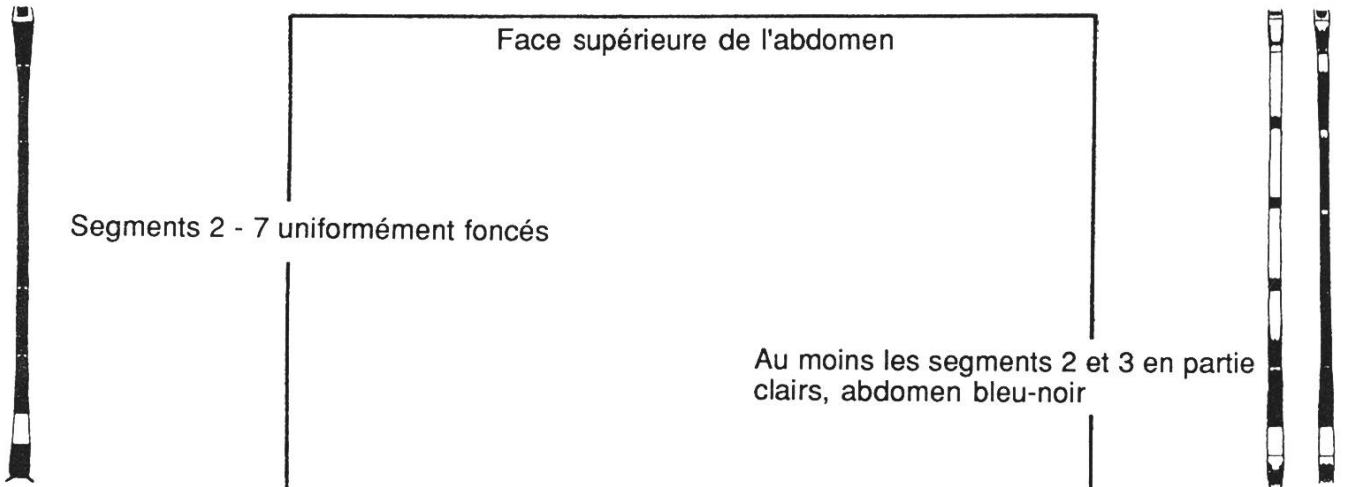 Face supérieure de l'abdomen
Segments 2 - 7 uniformément foncés
Au moins les segments 2 et 3 en partie
clairs, abdomen bleu-noir